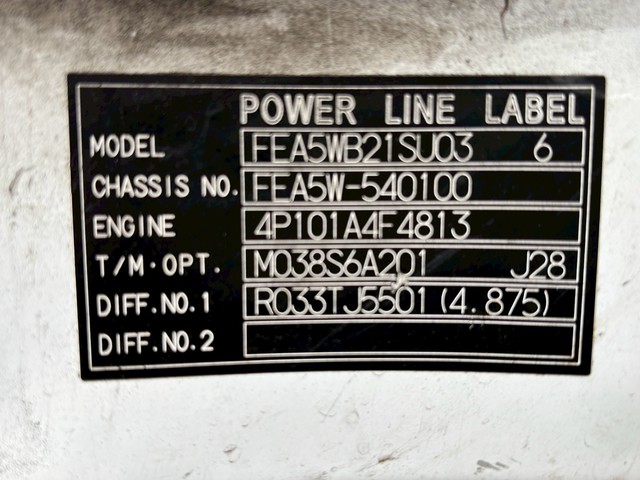 POWER LINE LABEL
MODEL FEA5WB21SU03 6
CHASSIS NO. FEA5W-540100
ENGINE 4P101A4F4813
T/M·OPT. M038S6A201 J28
DIFF.NO.1 R033TJ5501 (4.875)
DIFF.NO.2